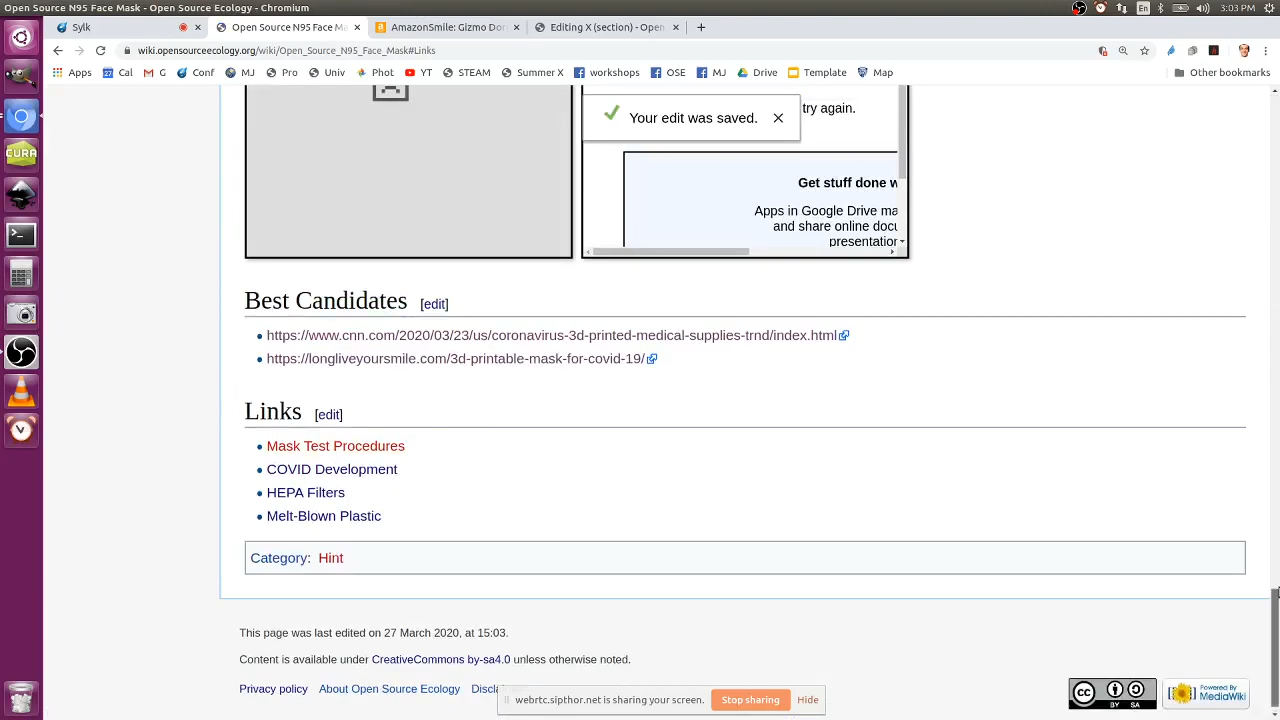 Open Source N95 Face Mask - Open Source Ecology - Chromium
En
3:03 PM
Sylk
Open Source N95 Face Mask
AmazonSmile: Gizmo Dor
Editing X (section) - Open
wiki.opensourceecology.org/wiki/Open_Source_N95_Face_Mask#Links
Apps
Cal
G
Conf
MJ
Pro
Univ
Phot
YT
STEAM
Summer X
workshops
OSE
MJ
Drive
Template
Map
Other bookmarks
try again.
Your edit was saved.
Get stuff done w
Apps in Google Drive ma
and share online docu
presentation
Best Candidates [edit]
https://www.cnn.com/2020/03/23/us/coronavirus-3d-printed-medical-supplies-trnd/index.html
https://longliveyoursmile.com/3d-printable-mask-for-covid-19/
Links [edit]
Mask Test Procedures
COVID Development
HEPA Filters
Melt-Blown Plastic
Category: Hint
This page was last edited on 27 March 2020, at 15:03.
Content is available under CreativeCommons by-sa4.0 unless otherwise noted.
Privacy policy About Open Source Ecology Discla
webrtc.sipthor.net is sharing your screen. Stop sharing Hide
CURA
cc BY SA
Powered By MediaWiki